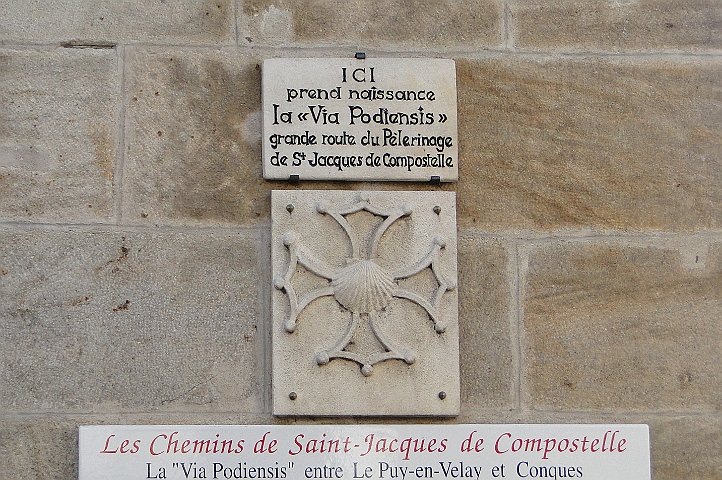 ICI
prend naissance
la «Via Podiensis»
grande route du Pèlerinage
de St Jacques de Compostelle
Les Chemins de Saint-Jacques de Compostelle
La "Via Podiensis" entre Le Puy-en-Velay et Conques